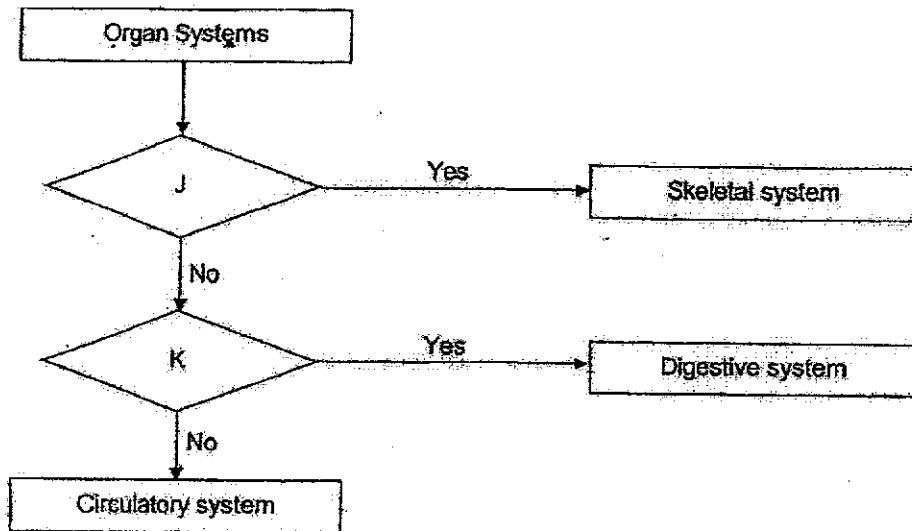 Organ Systems
J
Yes
Skeletal system
No
K
Yes
Digestive system
No
Circulatory system